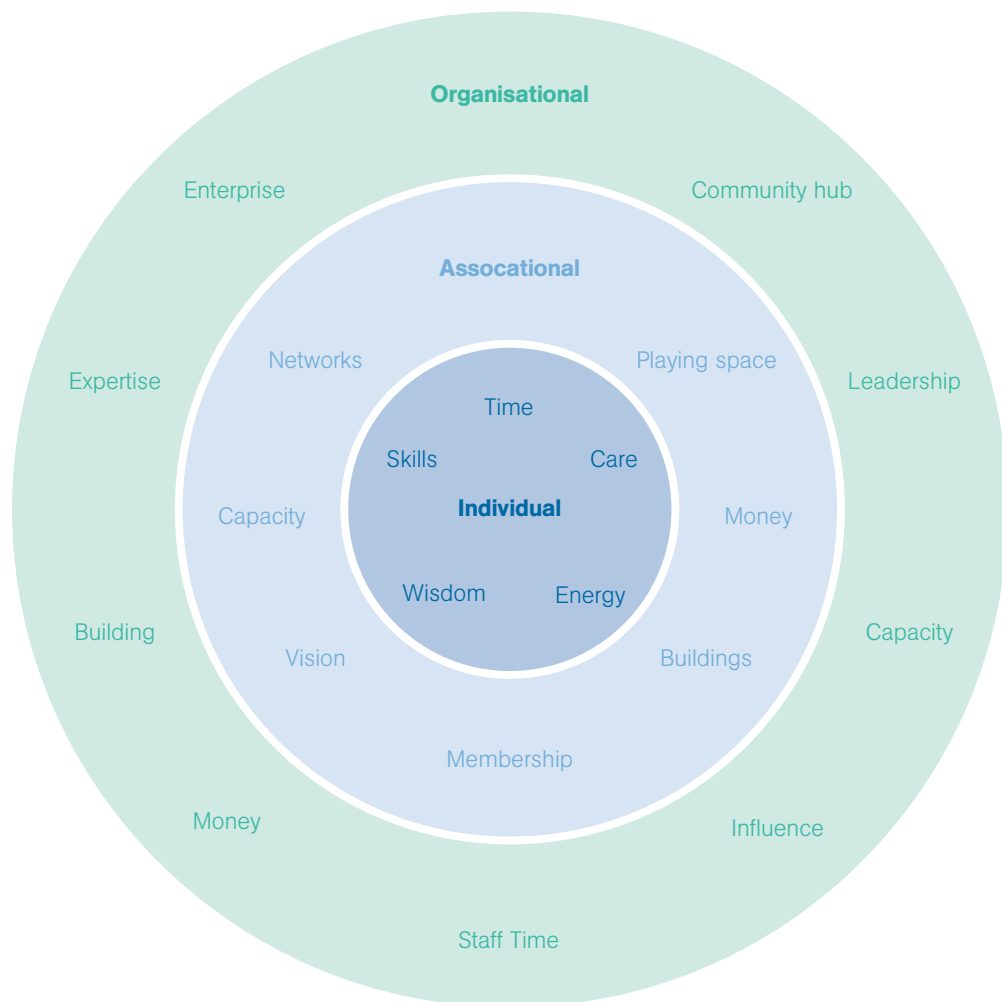 Organisational
Enterprise
Community hub
Assocational
Networks
Playing space
Expertise
Leadership
Time
Skills
Care
Individual
Capacity
Money
Wisdom
Energy
Building
Capacity
Vision
Buildings
Membership
Money
Influence
Staff Time